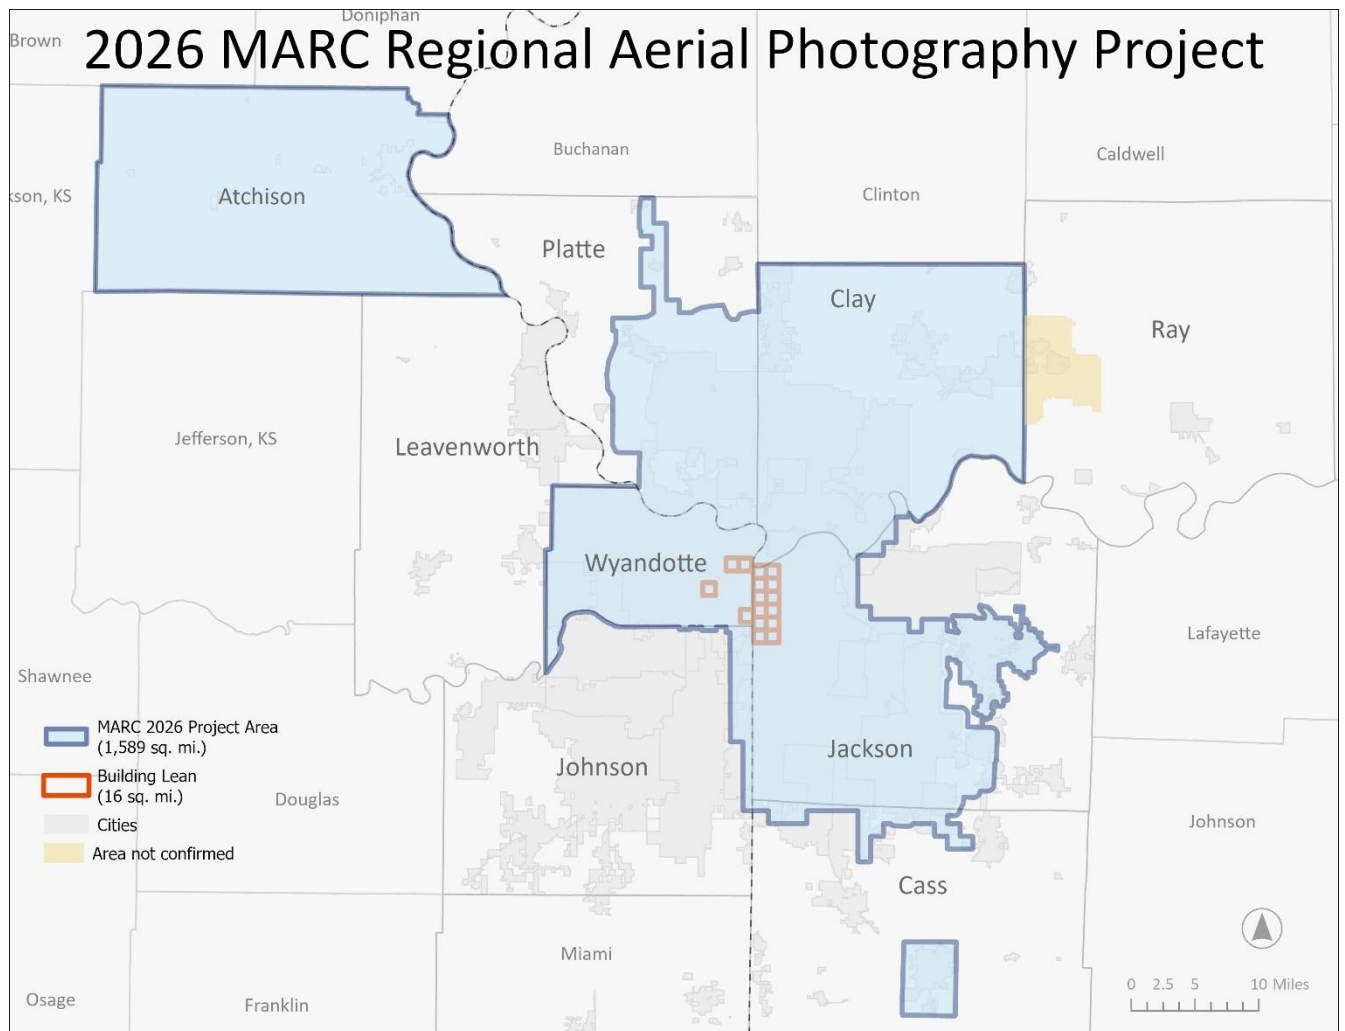 Doniphan
Brown
2026 MARC Regional Aerial Photography Project
Buchanan
Caldwell
Atchison
kson, KS
Clinton
Platte
Clay
Ray
Jefferson, KS
Leavenworth
Wyandotte
Lafayette
Shawnee
MARC 2026 Project Area
(1,589 sq. mi.)
Building Lean
(16 sq. mi.)
Cities
Area not confirmed
Jackson
Johnson
Douglas
Johnson
Cass
Miami
Osage
Franklin
0 2.5 5 10 Miles